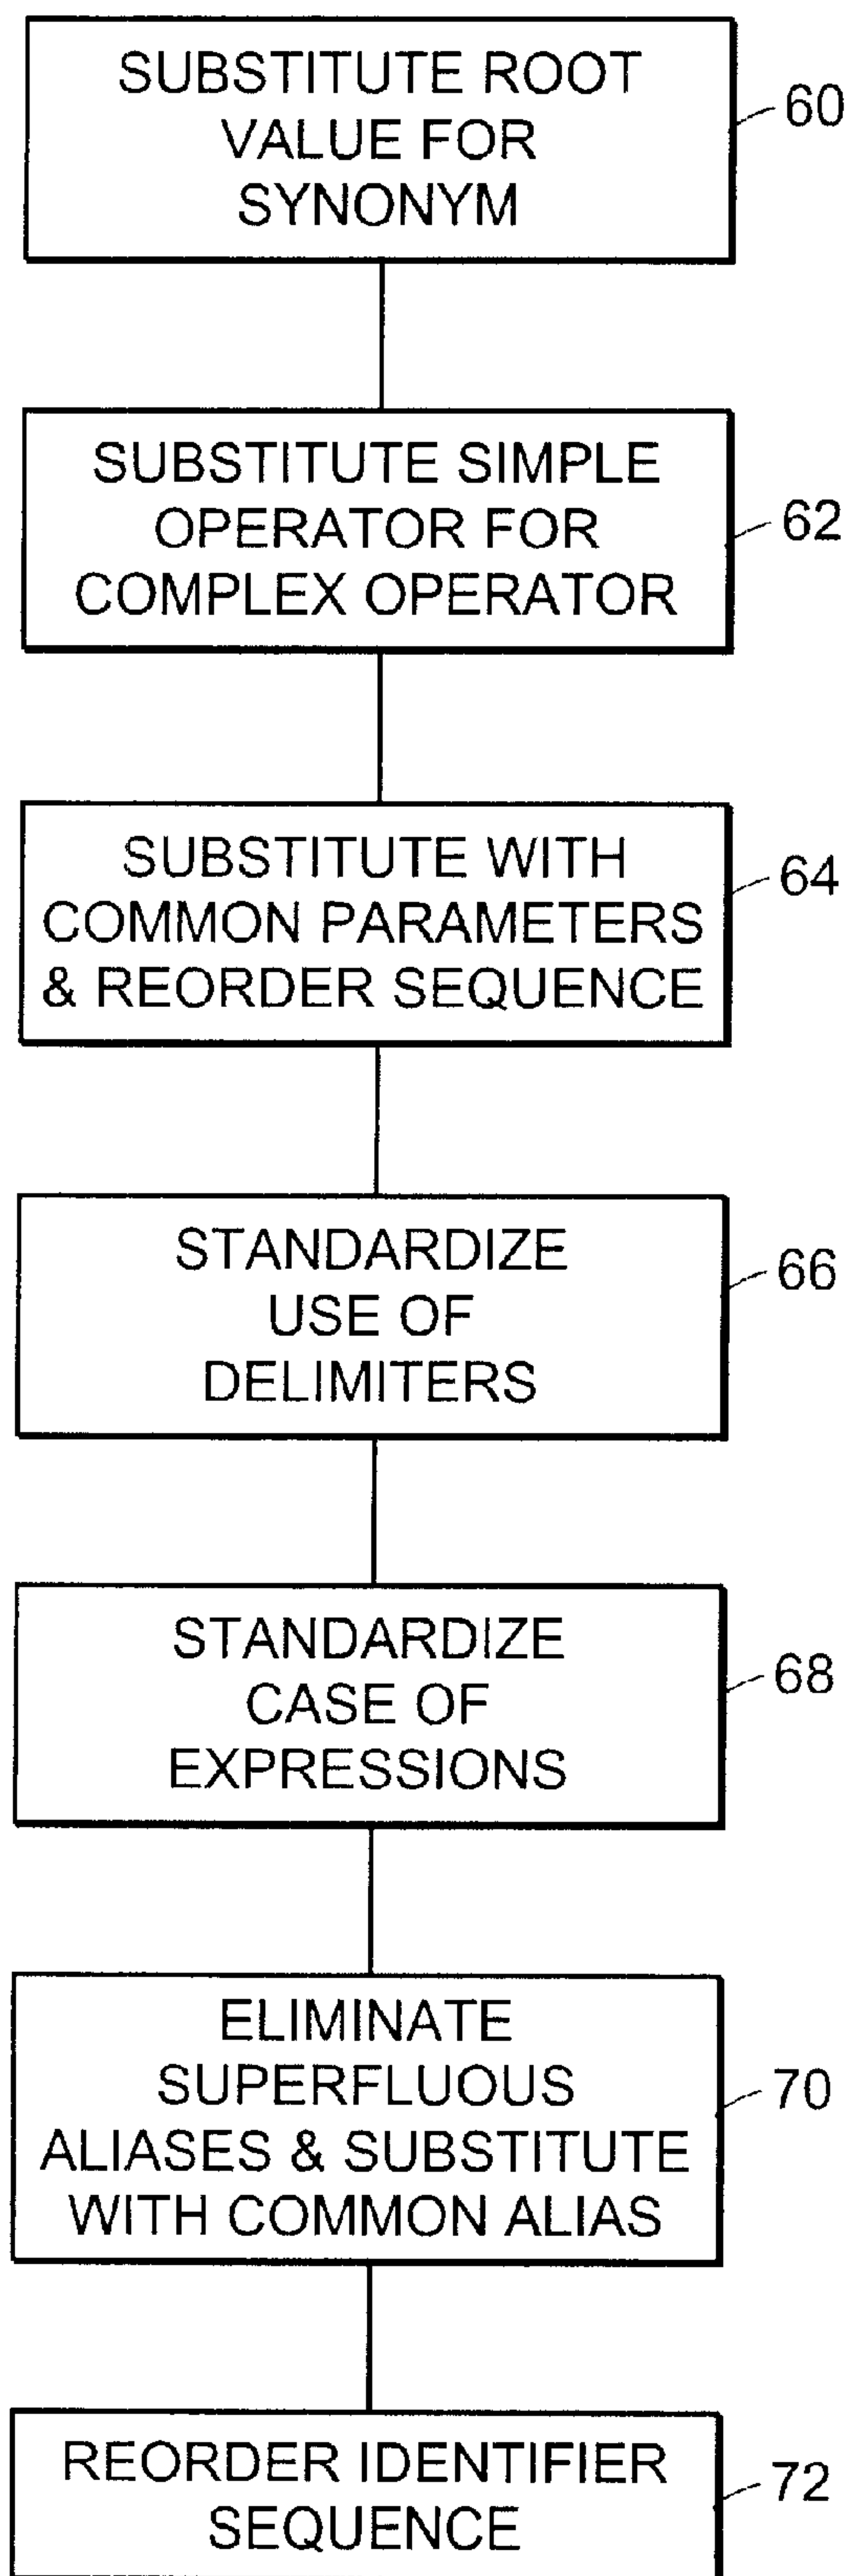 SUBSTITUTE ROOT
VALUE FOR
SYNONYM
60
SUBSTITUTE SIMPLE
OPERATOR FOR
COMPLEX OPERATOR
62
SUBSTITUTE WITH
COMMON PARAMETERS
& REORDER SEQUENCE
64
STANDARDIZE
USE OF
DELIMITERS
66
STANDARDIZE
CASE OF
EXPRESSIONS
68
ELIMINATE
SUPERFLUOUS
ALIASES & SUBSTITUTE
WITH COMMON ALIAS
70
REORDER IDENTIFIER
SEQUENCE
72